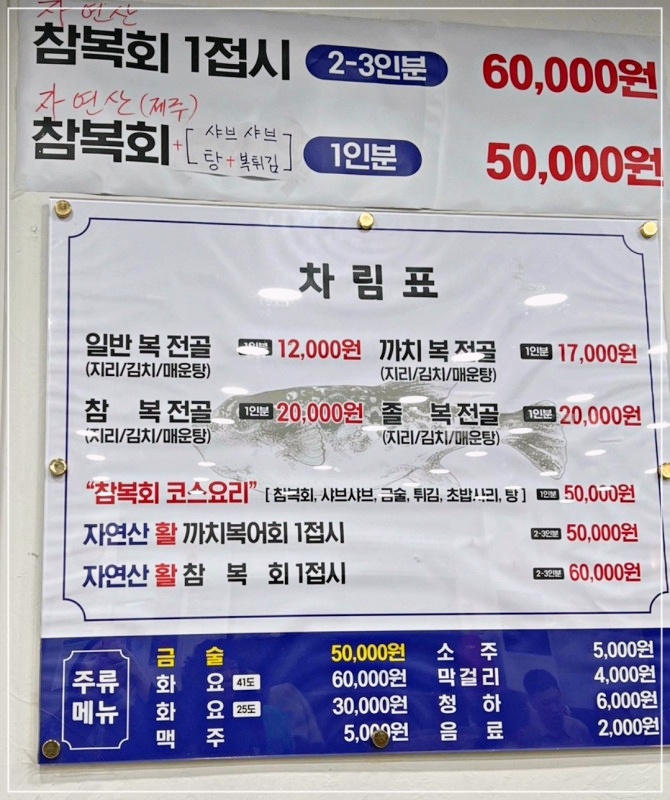 자연산
참복회 1접시 2-3인분 60,000원
자연산(제주)
참복회+[샤브 샤브 탕+복튀김] 1인분 50,000원
차림표
일반 복 전골 1인분 12,000원 까치 복 전골 1인분 17,000원
(지리/김치/매운탕) (지리/김치/매운탕)
참 복 전골 1인분 20,000원 졸 복 전골 1인분 20,000원
(지리/김치/매운탕) (지리/김치/매운탕)
"참복회 코스요리" [참복회, 샤브샤브, 금술, 튀김, 초밥사리, 탕] 1인분 50,000원
자연산 활 까치복어회 1접시 2-3인분 50,000원
자연산 활 참 복 회 1접시 2-3인분 60,000원
주류 메뉴
금 술 50,000원 소 주 5,000원
화 요 41도 60,000원 막걸리 4,000원
화 요 25도 30,000원 청 하 6,000원
맥 주 5,000원 음 료 2,000원